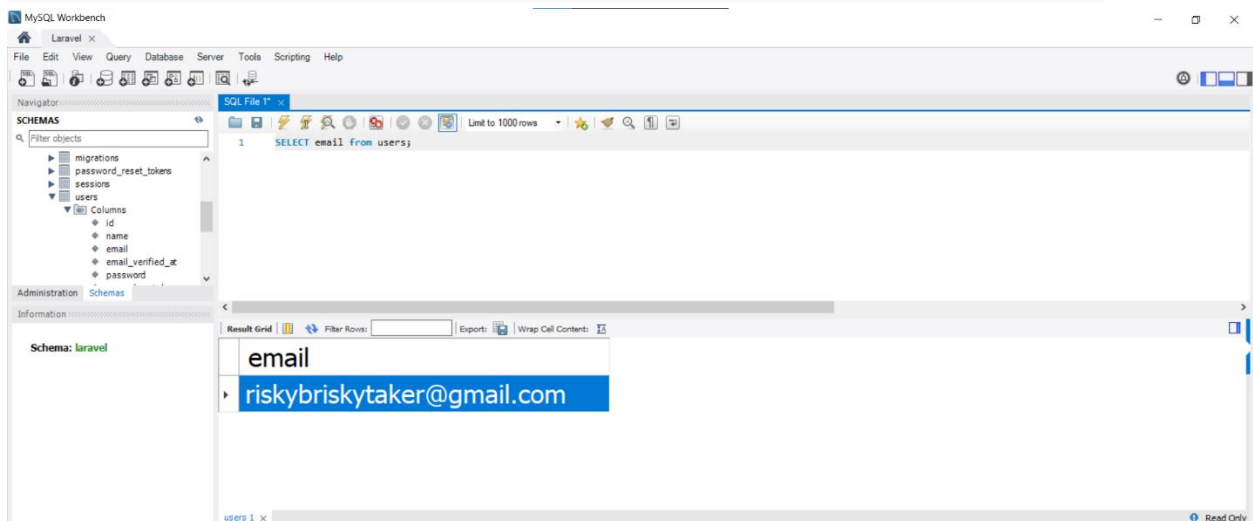 MySQL Workbench
Laravel
File Edit View Query Database Server Tools Scripting Help
Navigator
SCHEMAS
Filter objects
migrations
password_reset_tokens
sessions
users
Columns
id
name
email
email_verified_at
password
Administration Schemas
Information
Schema: laravel
SQL File 1*
Limit to 1000 rows
1 SELECT email from users;
Result Grid Filter Rows: Export: Wrap Cell Content:
email
riskybriskytaker@gmail.com
users 1
Read Only